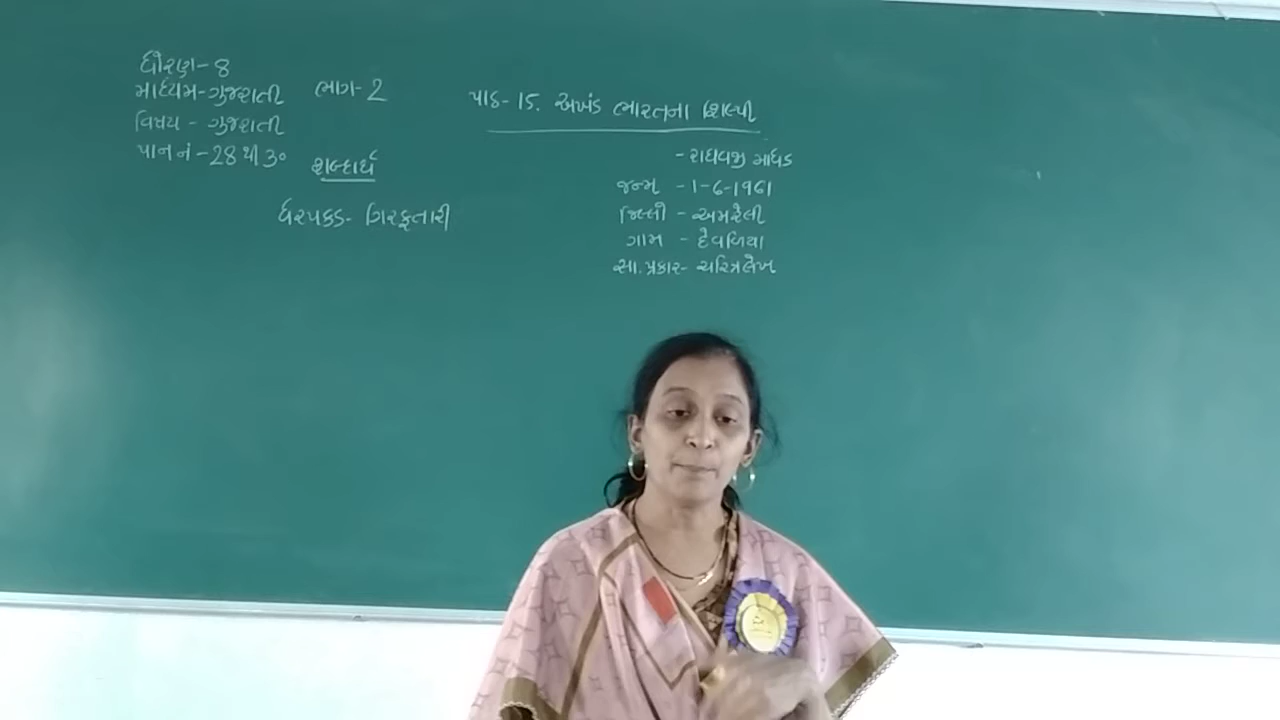 ધોરણ-8
માધ્યમ-ગુજરાતી
ભાગ-2
વિષય - ગુજરાતી
પાન નં -28 થી 30
શબ્દાર્થ
ધરપકડ- ગિરફતારી
પાઠ-15. અખંડ ભારતના શિલ્પી
-રાઘવજી માધડ
જન્મ -1-6-1961
જિલ્લો - અમરેલી
ગામ - દેવળિયા
સા. પ્રકાર- ચરિત્રલેખ